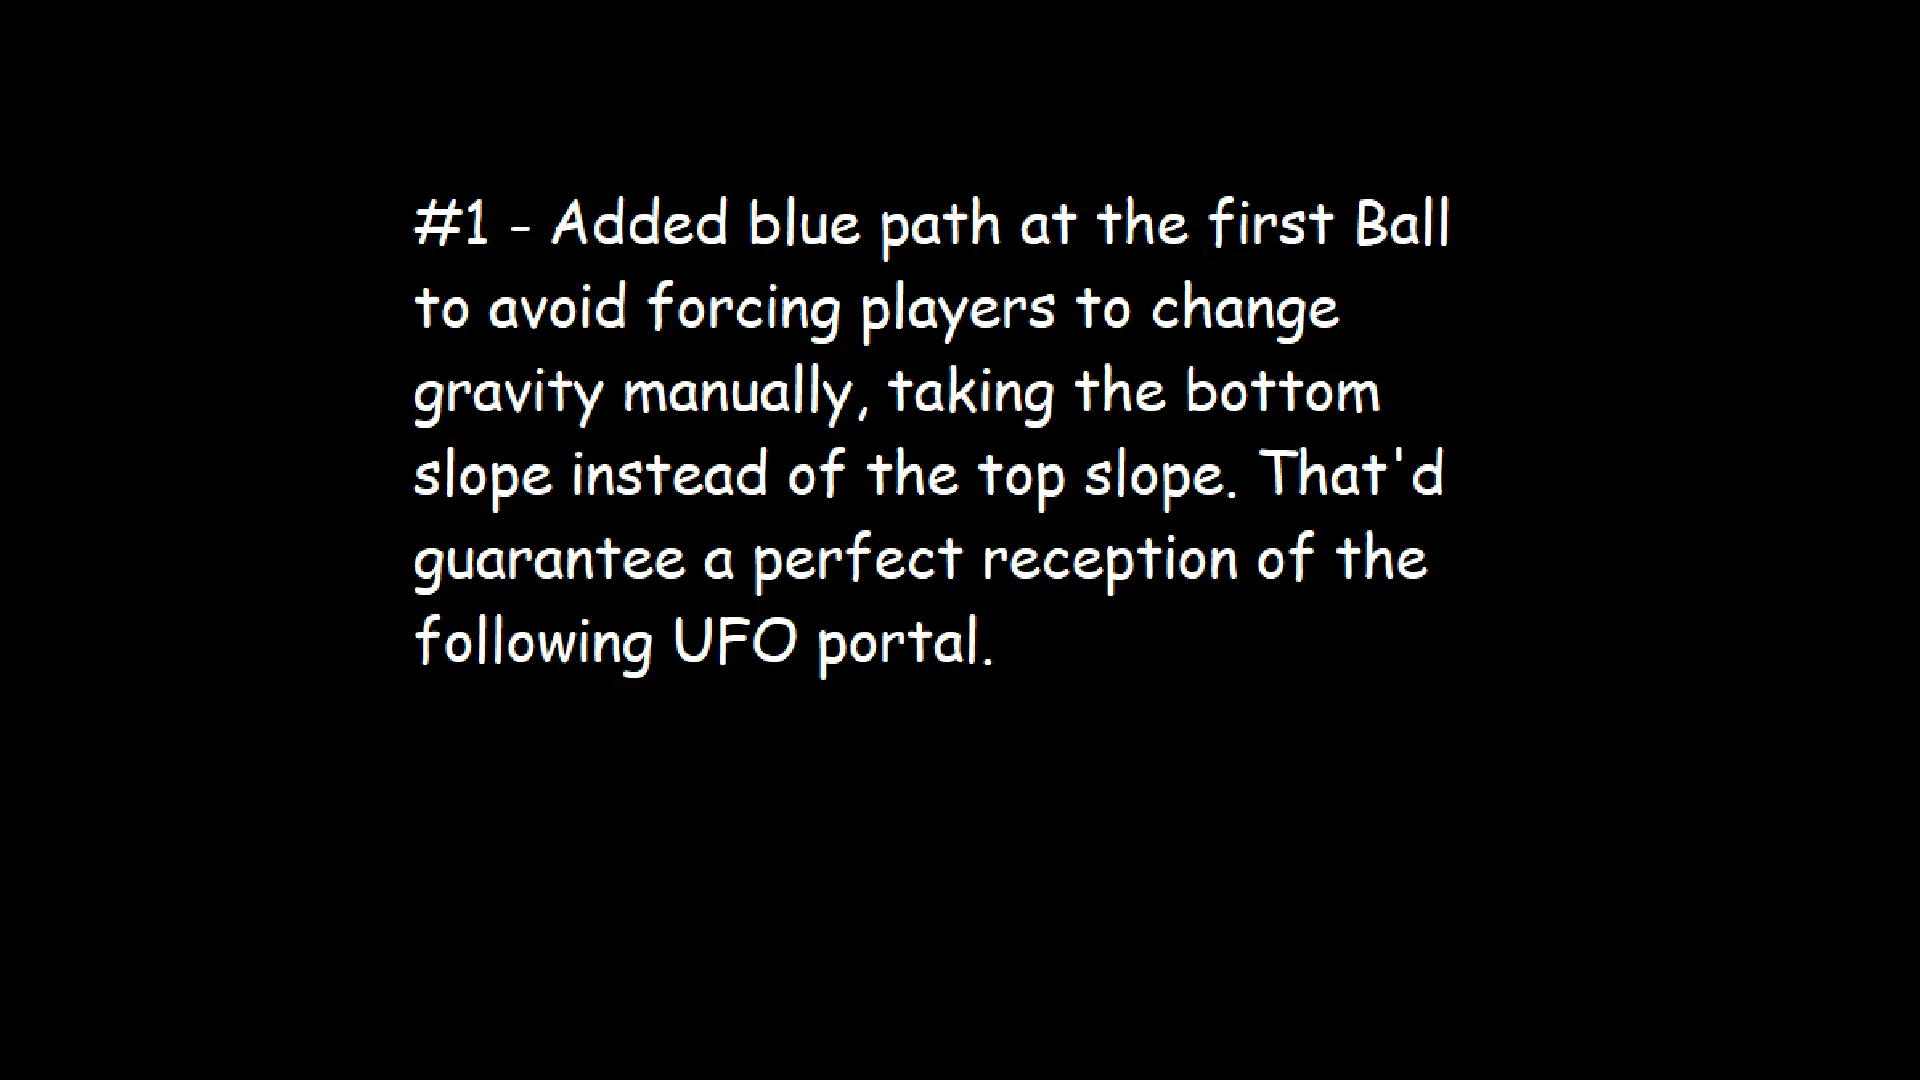 #1 - Added blue path at the first Ball
to avoid forcing players to change
gravity manually, taking the bottom
slope instead of the top slope. That'd
guarantee a perfect reception of the
following UFO portal.